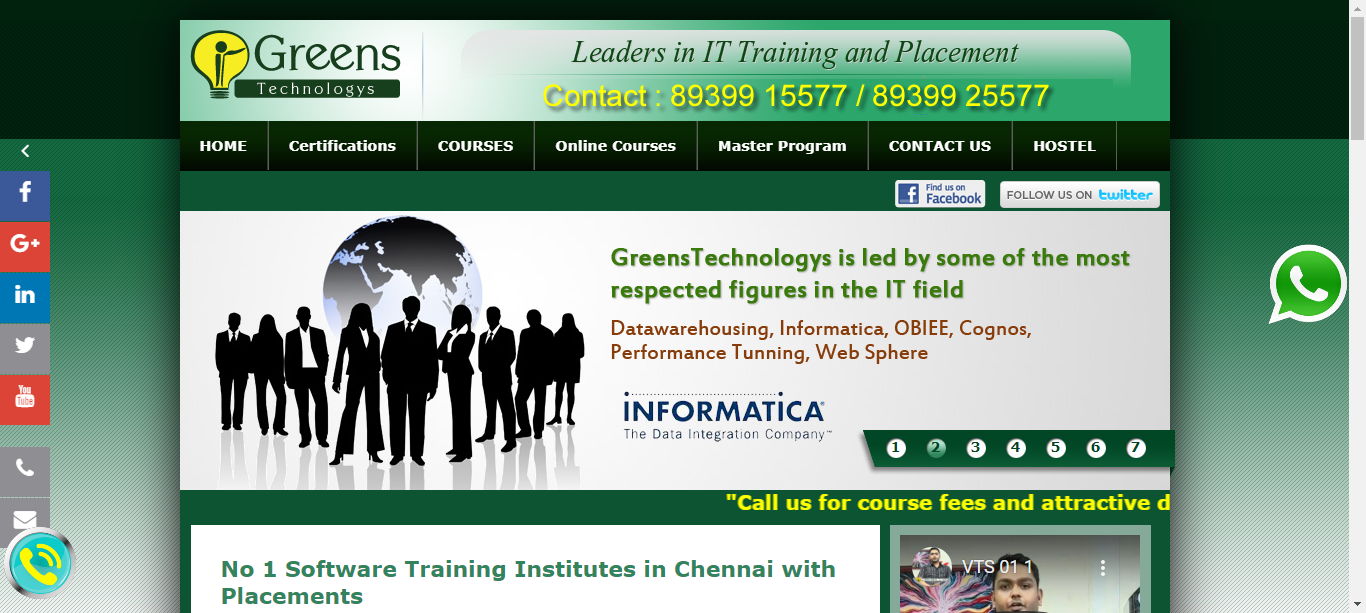 Greens
Technologys
Leaders in IT Training and Placement
Contact : 89399 15577 / 89399 25577
HOME
Certifications
COURSES
Online Courses
Master Program
CONTACT US
HOSTEL
Find us on
Facebook
FOLLOW US ON twitter
f
G+
in
You
Tube
GreensTechnologys is led by some of the most
respected figures in the IT field
Datawarehousing, Informatica, OBIEE, Cognos,
Performance Tunning, Web Sphere
INFORMATICA®
The Data Integration Company™
1 2 3 4 5 6 7
"Call us for course fees and attractive d
No 1 Software Training Institutes in Chennai with
Placements
VTS 01 1